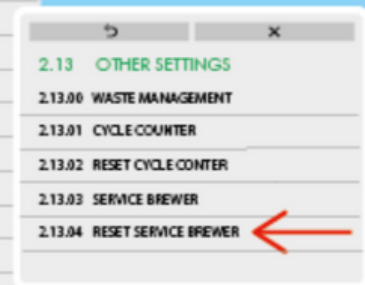 2.13 OTHER SETTINGS
2.13.00 WASTE MANAGEMENT
2.13.01 CYCLE COUNTER
2.13.02 RESET CYCLE CONTER
2.13.03 SERVICE BREWER
2.13.04 RESET SERVICE BREWER